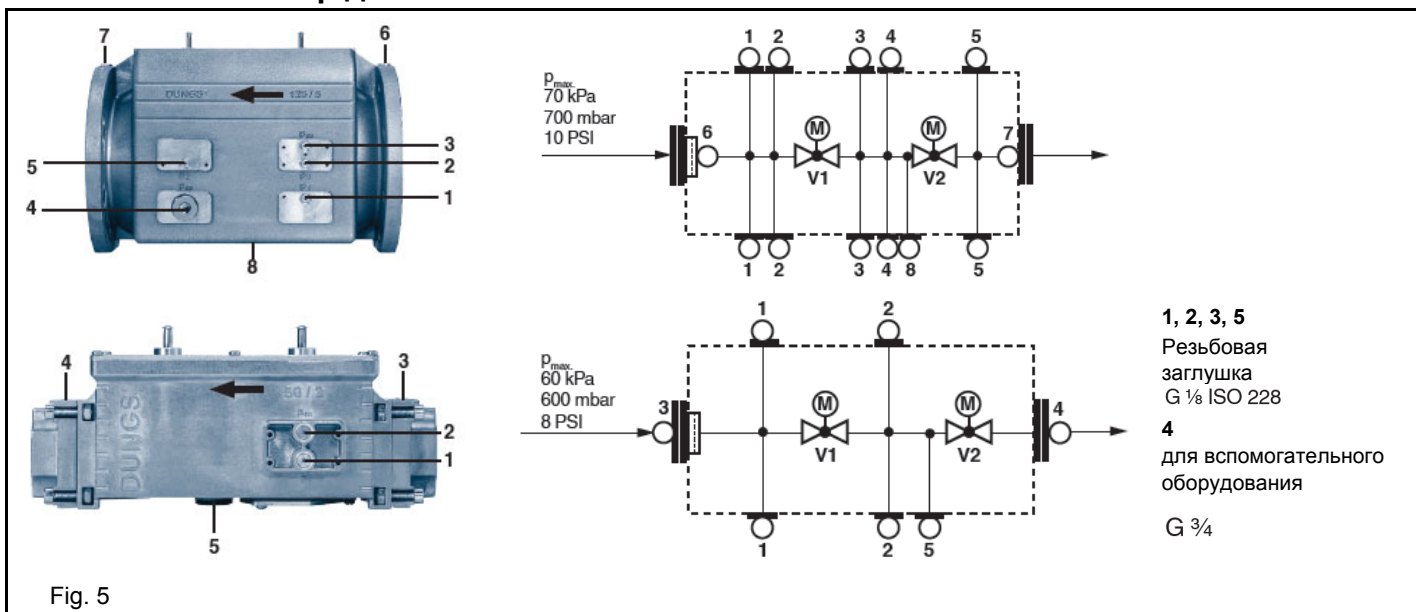 7
6
DUNGS
125 / 5
3
2
5
4
1
8
pmax.
70 kPa
700 mbar
10 PSI
1 2 3 4 5
6
M
M
7
V1
V2
1 2 3 4 8 5
4
3
50 / 2
DUNGS
2
1
5
pmax.
60 kPa
600 mbar
8 PSI
1 2
3
M
M
4
V1
V2
1 2 5
1, 2, 3, 5
Резьбовая
заглушка
G ⅛ ISO 228
4
для вспомогательного
оборудования
G ¾
Fig. 5